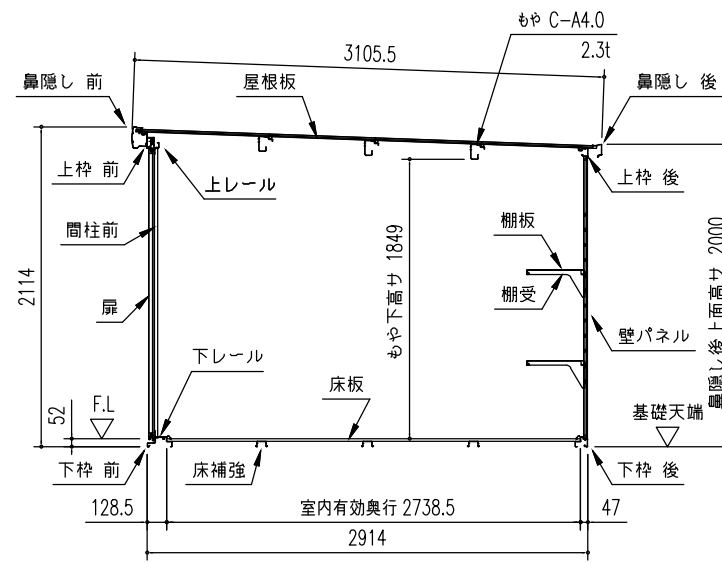 もや C-A4.0
2.3t
3105.5
鼻隠し 前
屋根板
鼻隠し 後
上枠 前
上レール
上枠 後
間柱前
棚板
棚受
扉
もや下高サ 1849
鼻隠し後上面高サ 2000
2114
壁パネル
下レール
床板
52
F.L
基礎天端
下枠 前
床補強
下枠 後
128.5
室内有効奥行 2738.5
47
2914